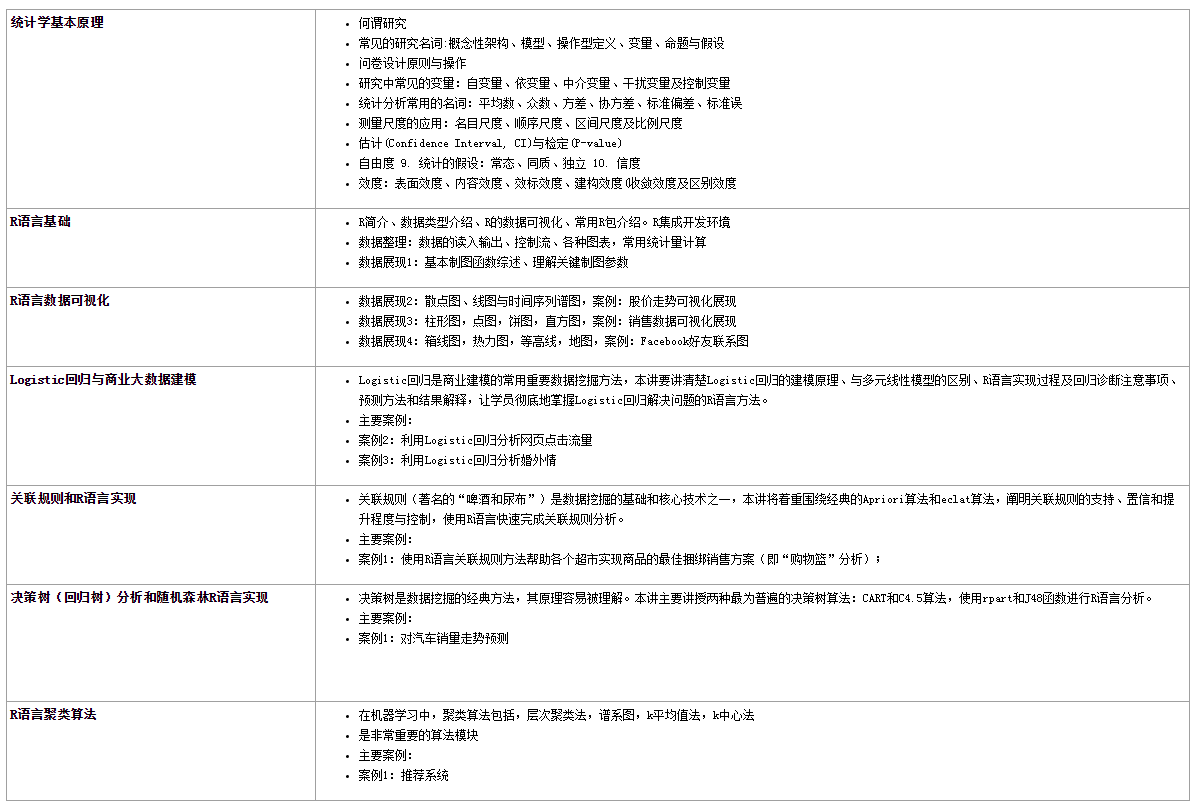 统计学基本原理
• 何谓研究
• 常见的研究名词:概念性架构、模型、操作型定义、变量、命题与假设
• 问卷设计原则与操作
• 研究中常见的变量：自变量、依变量、中介变量、干扰变量及控制变量
• 统计分析常用的名词：平均数、众数、方差、协方差、标准偏差、标准误
• 测量尺度的应用：名目尺度、顺序尺度、区间尺度及比例尺度
• 估计(Confidence Interval, CI)与检定(P-value)
• 自由度 9. 统计的假设：常态、同质、独立 10. 信度
• 效度：表面效度、内容效度、效标效度、建构效度(收敛效度及区别效度
R语言基础
• R简介、数据类型介绍、R的数据可视化、常用R包介绍。R集成开发环境
• 数据整理：数据的读入输出、控制流、各种图表，常用统计量计算
• 数据展现1：基本制图函数综述、理解关键制图参数
R语言数据可视化
• 数据展现2：散点图、线图与时间序列谱图，案例：股价走势可视化展现
• 数据展现3：柱形图，点图，饼图，直方图，案例：销售数据可视化展现
• 数据展现4：箱线图，热力图，等高线，地图，案例：Facebook好友联系图
Logistic回归与商业大数据建模
• Logistic回归是商业建模的常用重要数据挖掘方法，本讲要讲清楚Logistic回归的建模原理、与多元线性模型的区别、R语言实现过程及回归诊断注意事项、
预测方法和结果解释，让学员彻底地掌握Logistic回归解决问题的R语言方法。
• 主要案例：
• 案例2：利用Logistic回归分析网页点击流量
• 案例3：利用Logistic回归分析婚外情
关联规则和R语言实现
• 关联规则（著名的“啤酒和尿布”）是数据挖掘的基础和核心技术之一，本讲将着重围绕经典的Apriori算法和eclat算法，阐明关联规则的支持、置信和提
升程度与控制，使用R语言快速完成关联规则分析。
• 主要案例：
• 案例1：使用R语言关联规则方法帮助各个超市实现商品的最佳捆绑销售方案（即“购物篮”分析）；
决策树（回归树）分析和随机森林R语言实现
• 决策树是数据挖掘的经典方法，其原理容易被理解。本讲主要讲授两种最为普遍的决策树算法：CART和C4.5算法，使用rpart和J48函数进行R语言分析。
• 主要案例：
• 案例1：对汽车销量走势预测
R语言聚类算法
• 在机器学习中，聚类算法包括，层次聚类法，谱系图，k平均值法，k中心法
• 是非常重要的算法模块
• 主要案例：
• 案例1：推荐系统